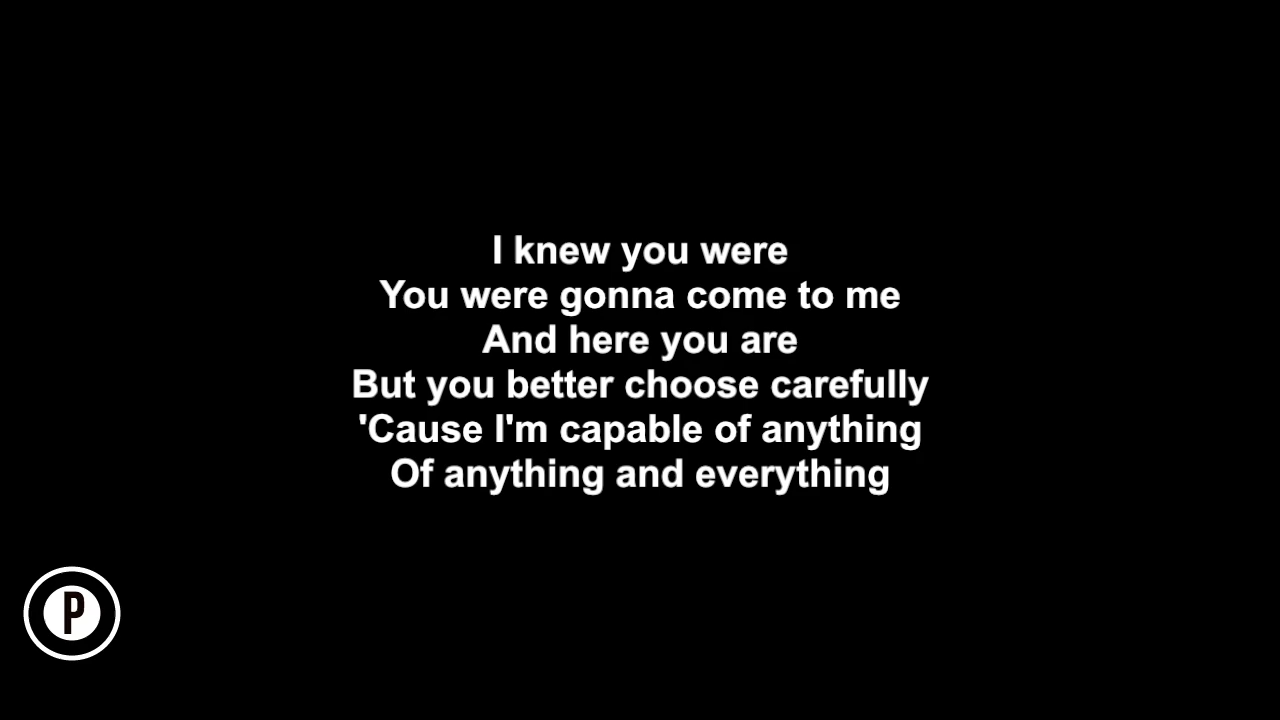 I knew you were
You were gonna come to me
And here you are
But you better choose carefully
'Cause I'm capable of anything
Of anything and everything
P